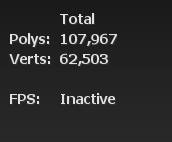 Total
Polys: 107,967
Verts: 62,503
FPS: Inactive